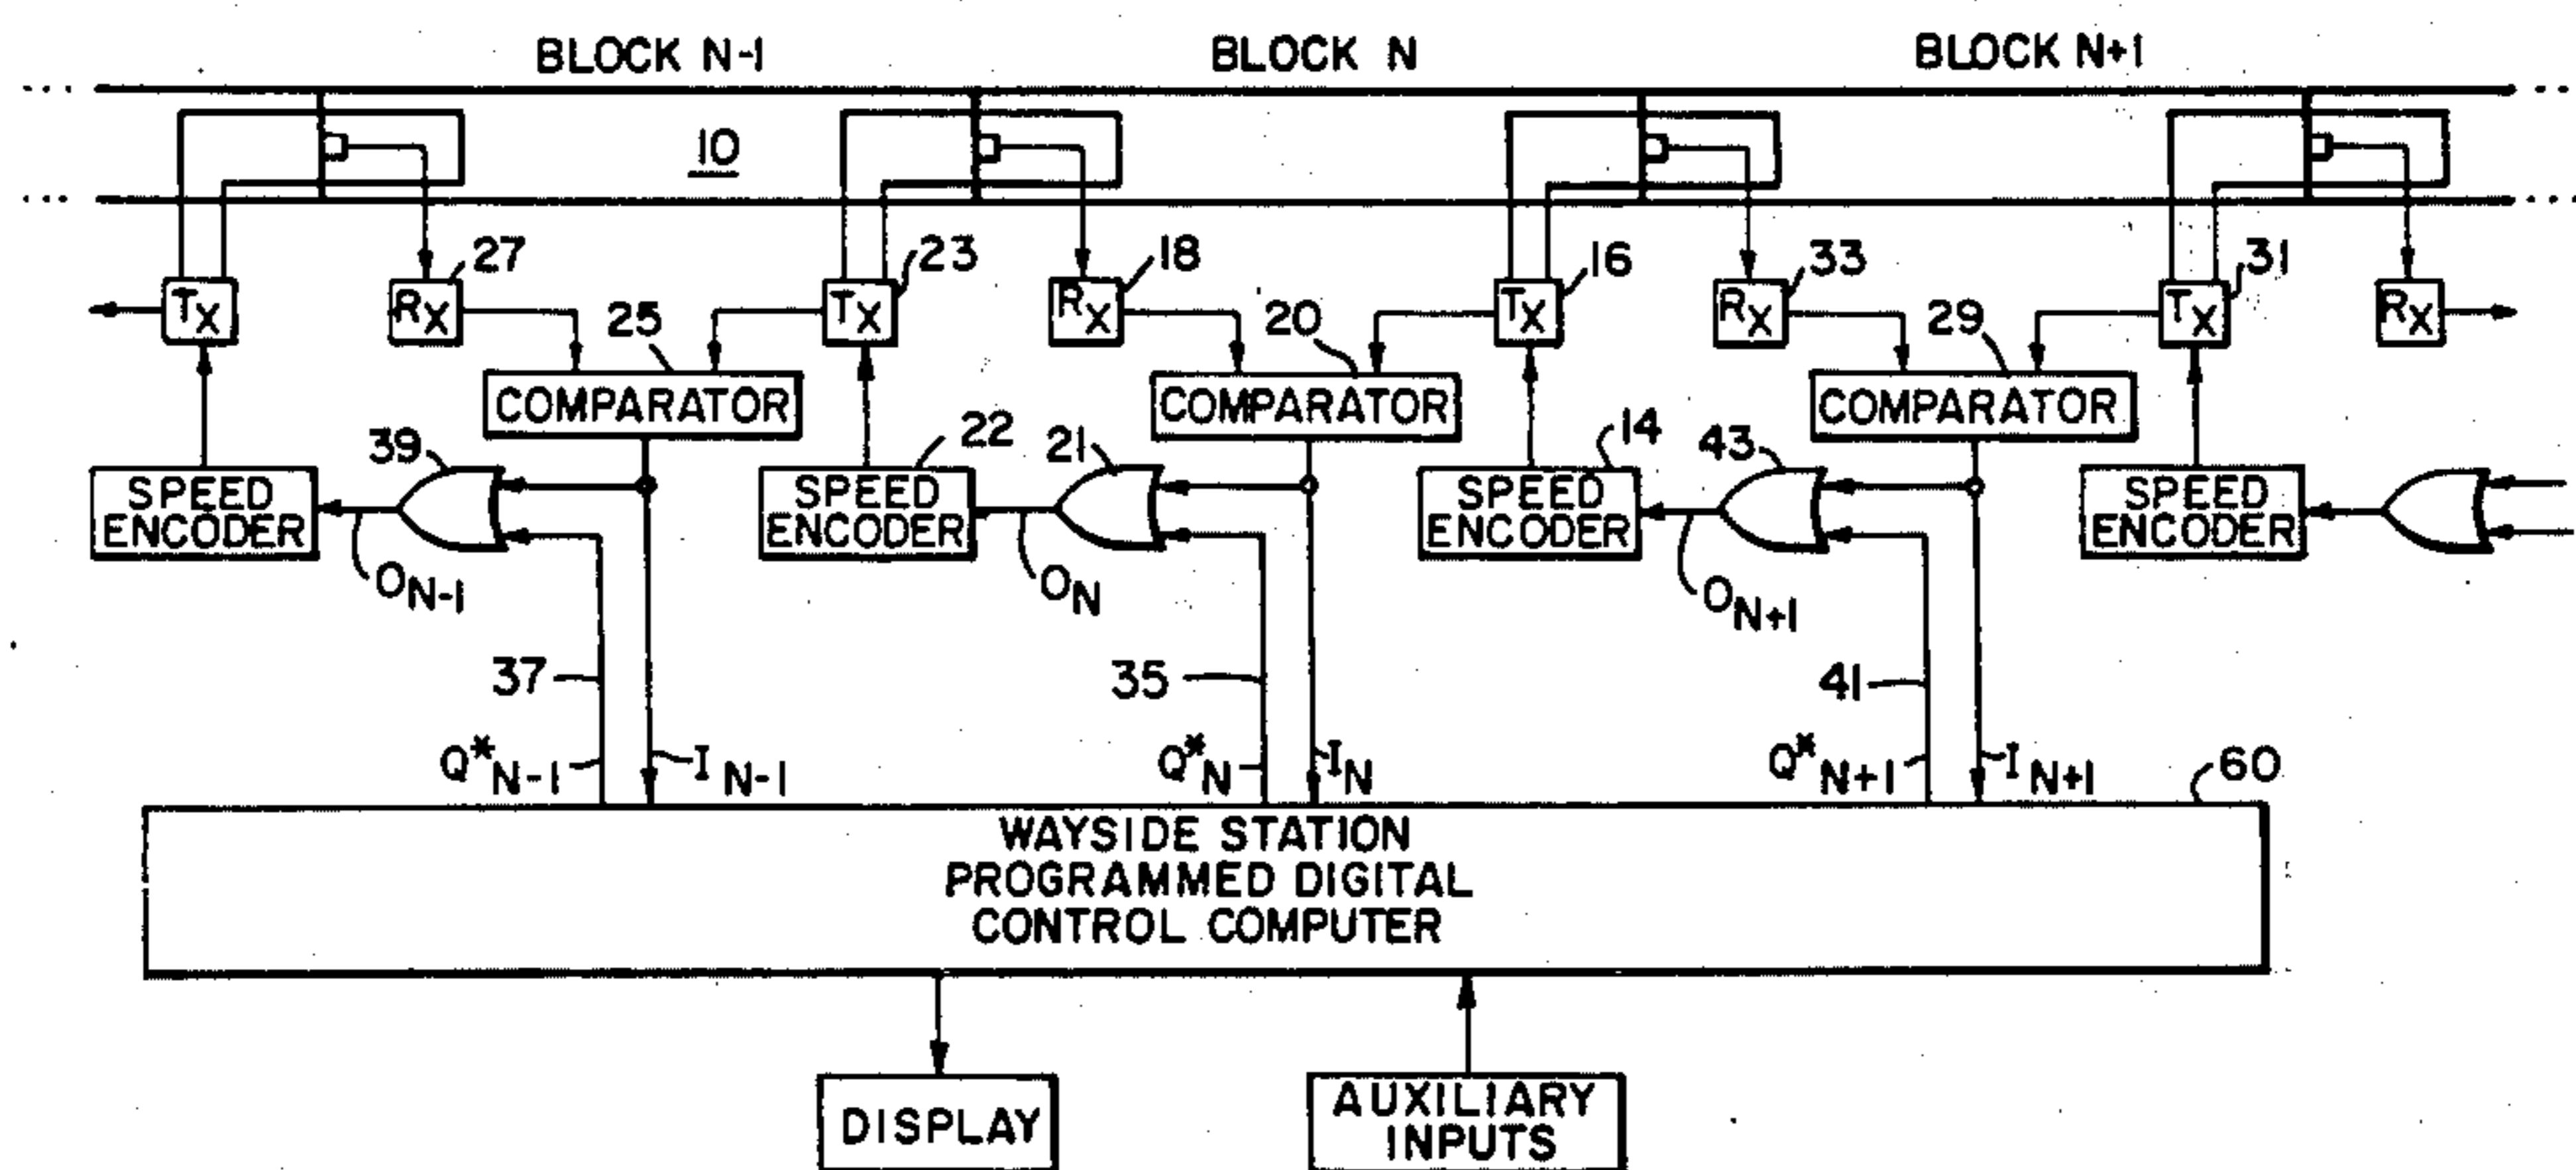 BLOCK N-1
BLOCK N
BLOCK N+1
10
27
23
18
16
33
31
TX
RX
TX
RX
TX
RX
TX
RX
25
20
29
COMPARATOR
COMPARATOR
COMPARATOR
39
22
21
14
43
SPEED
ENCODER
SPEED
ENCODER
SPEED
ENCODER
SPEED
ENCODER
ON-1
ON
ON+1
37
35
41
Q*N-1
IN-1
Q*N
IN
Q*N+1
IN+1
60
WAYSIDE STATION
PROGRAMMED DIGITAL
CONTROL COMPUTER
DISPLAY
AUXILIARY
INPUTS